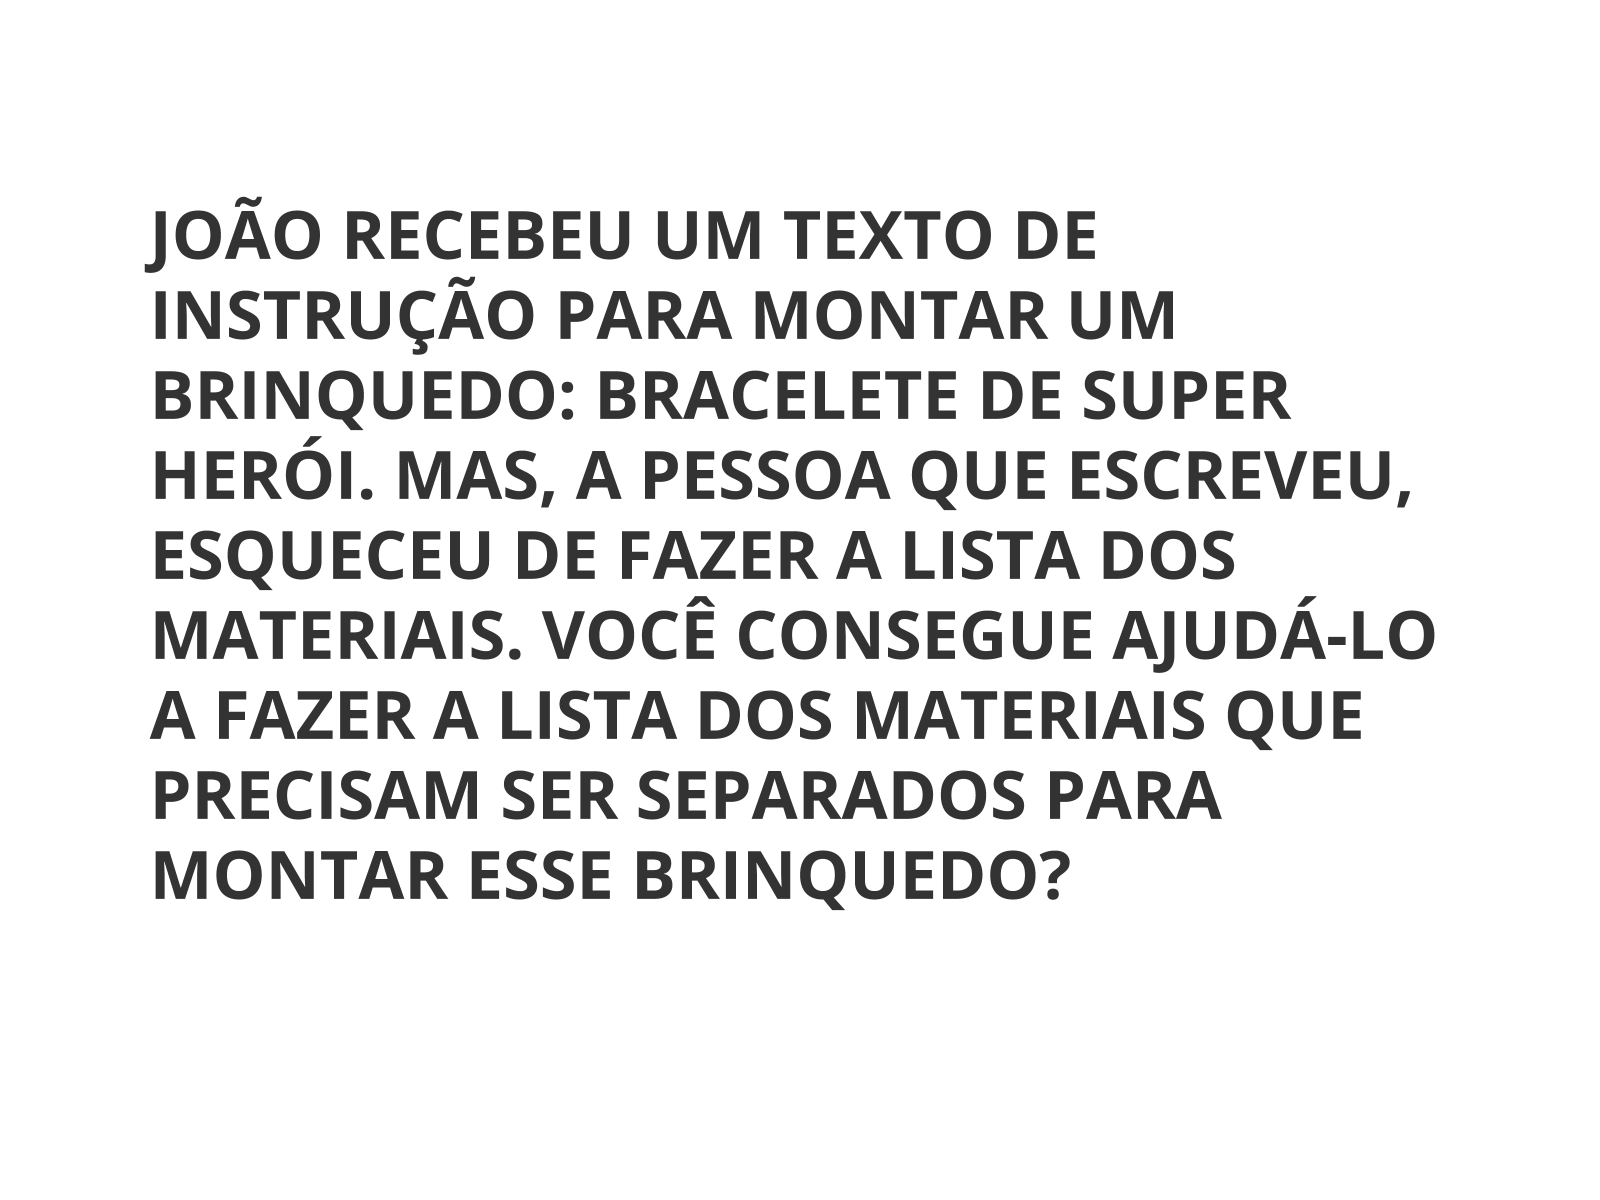 JOÃO RECEBEU UM TEXTO DE
INSTRUÇÃO PARA MONTAR UM
BRINQUEDO: BRACELETE DE SUPER
HERÓI. MAS, A PESSOA QUE ESCREVEU,
ESQUECEU DE FAZER A LISTA DOS
MATERIAIS. VOCÊ CONSEGUE AJUDÁ-LO
A FAZER A LISTA DOS MATERIAIS QUE
PRECISAM SER SEPARADOS PARA
MONTAR ESSE BRINQUEDO?